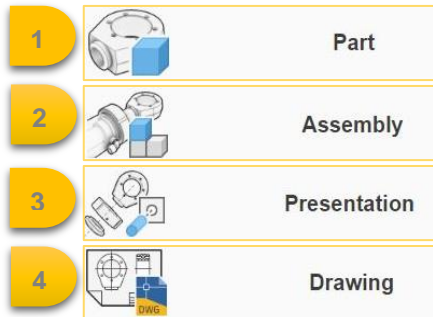 1
Part
2
Assembly
3
Presentation
4
Drawing
DWG